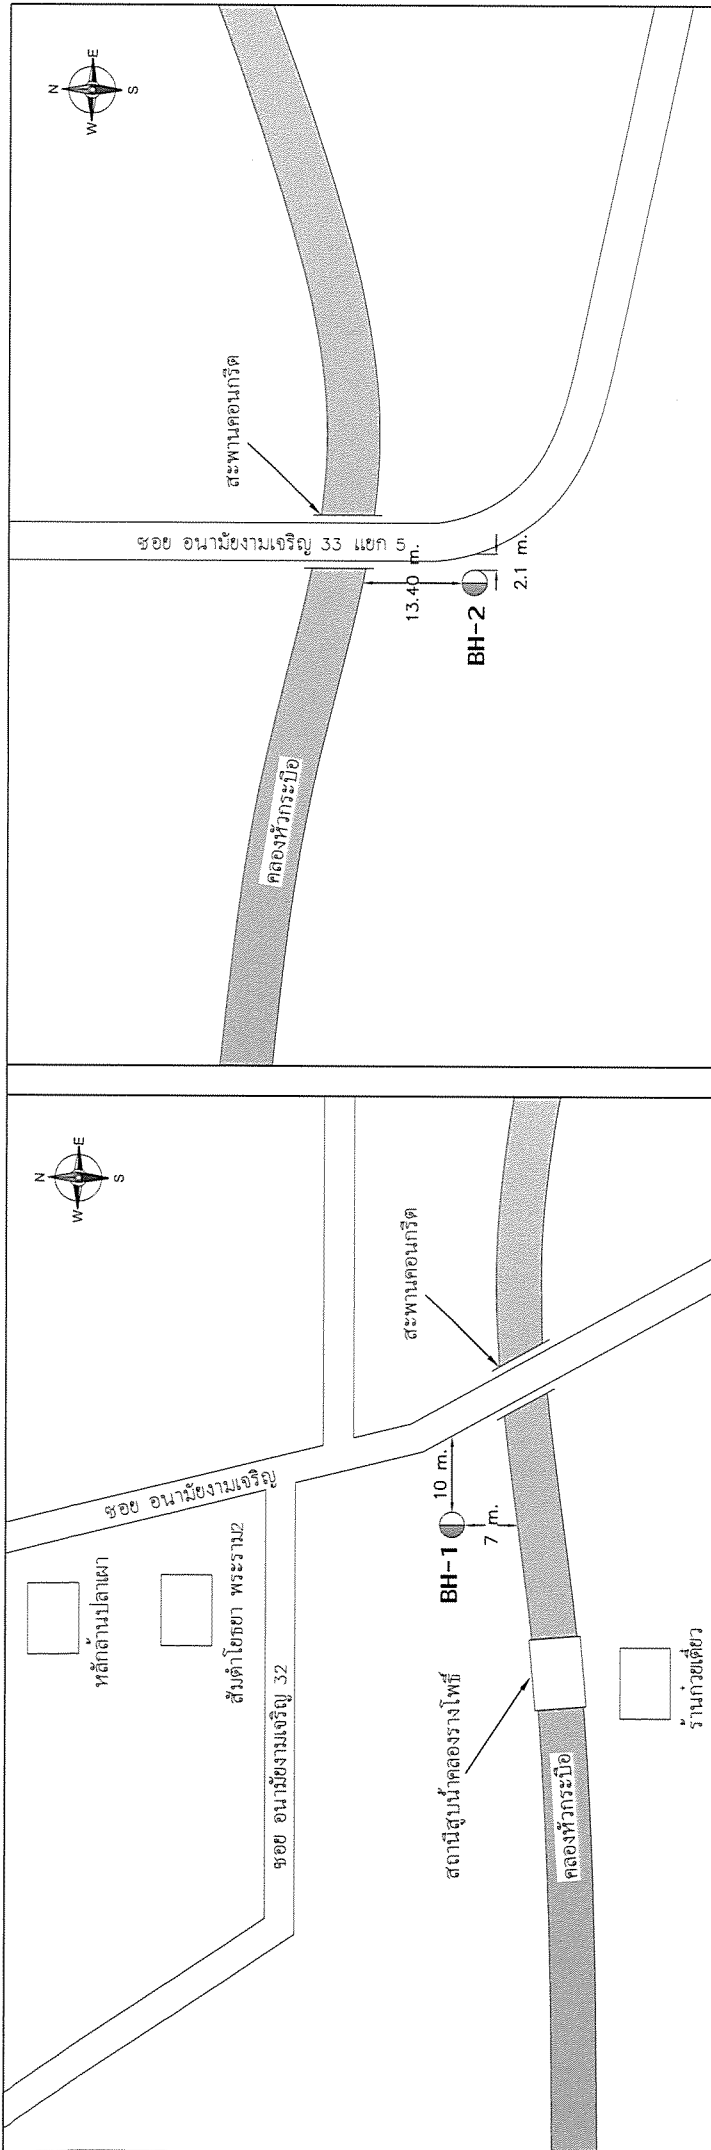 N
E
W
S
ซอย อนามัยงามเจริญ
หลักล้านปลาเผา
ส้มตำโยธยา พระราม2
ซอย อนามัยงามเจริญ 32
สะพานคอนกรีต
10 m.
BH-1
7 m.
สถานีสูบน้ำคลองรางโพธิ์
คลองหัวกระบือ
ร้านก๋วยเตี๋ยว
N
E
W
S
สะพานคอนกรีต
ซอย อนามัยงามเจริญ 33 แยก 5
คลองหัวกระบือ
13.40 m.
BH-2
2.1 m.